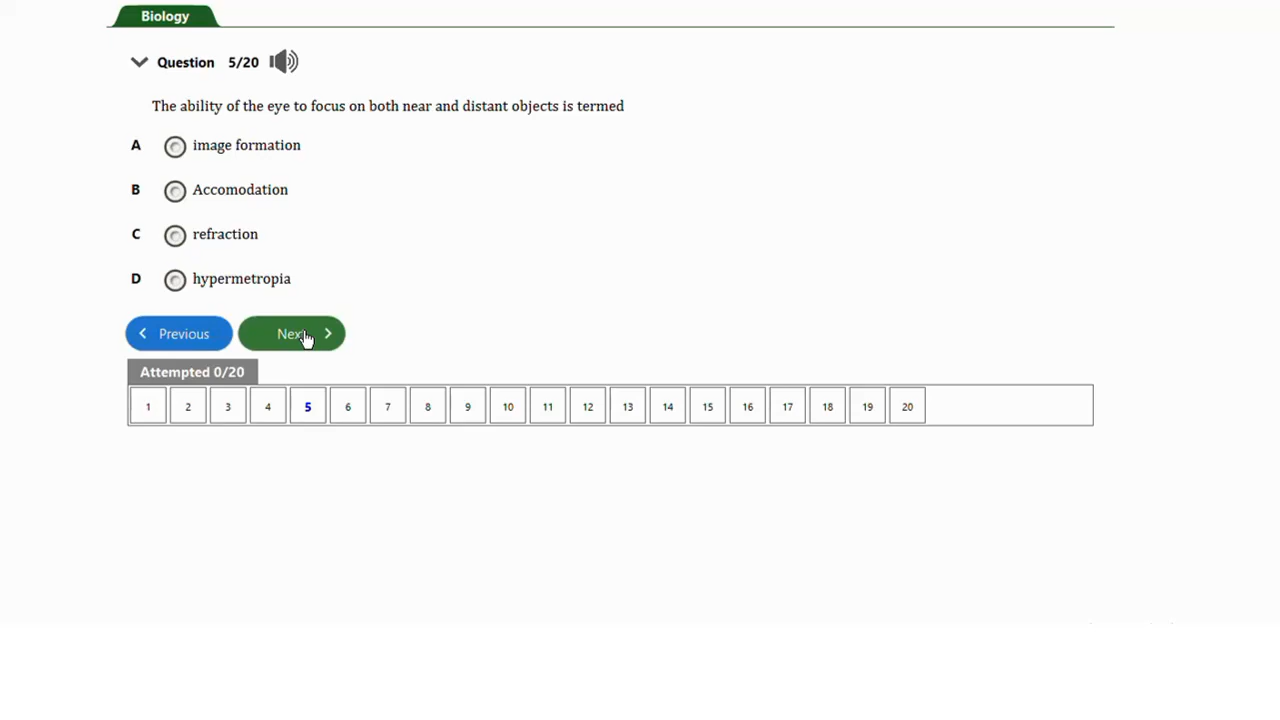 Biology
Question 5/20
The ability of the eye to focus on both near and distant objects is termed
A image formation
B Accomodation
C refraction
D hypermetropia
Previous Next
Attempted 0/20
1 2 3 4 5 6 7 8 9 10 11 12 13 14 15 16 17 18 19 20